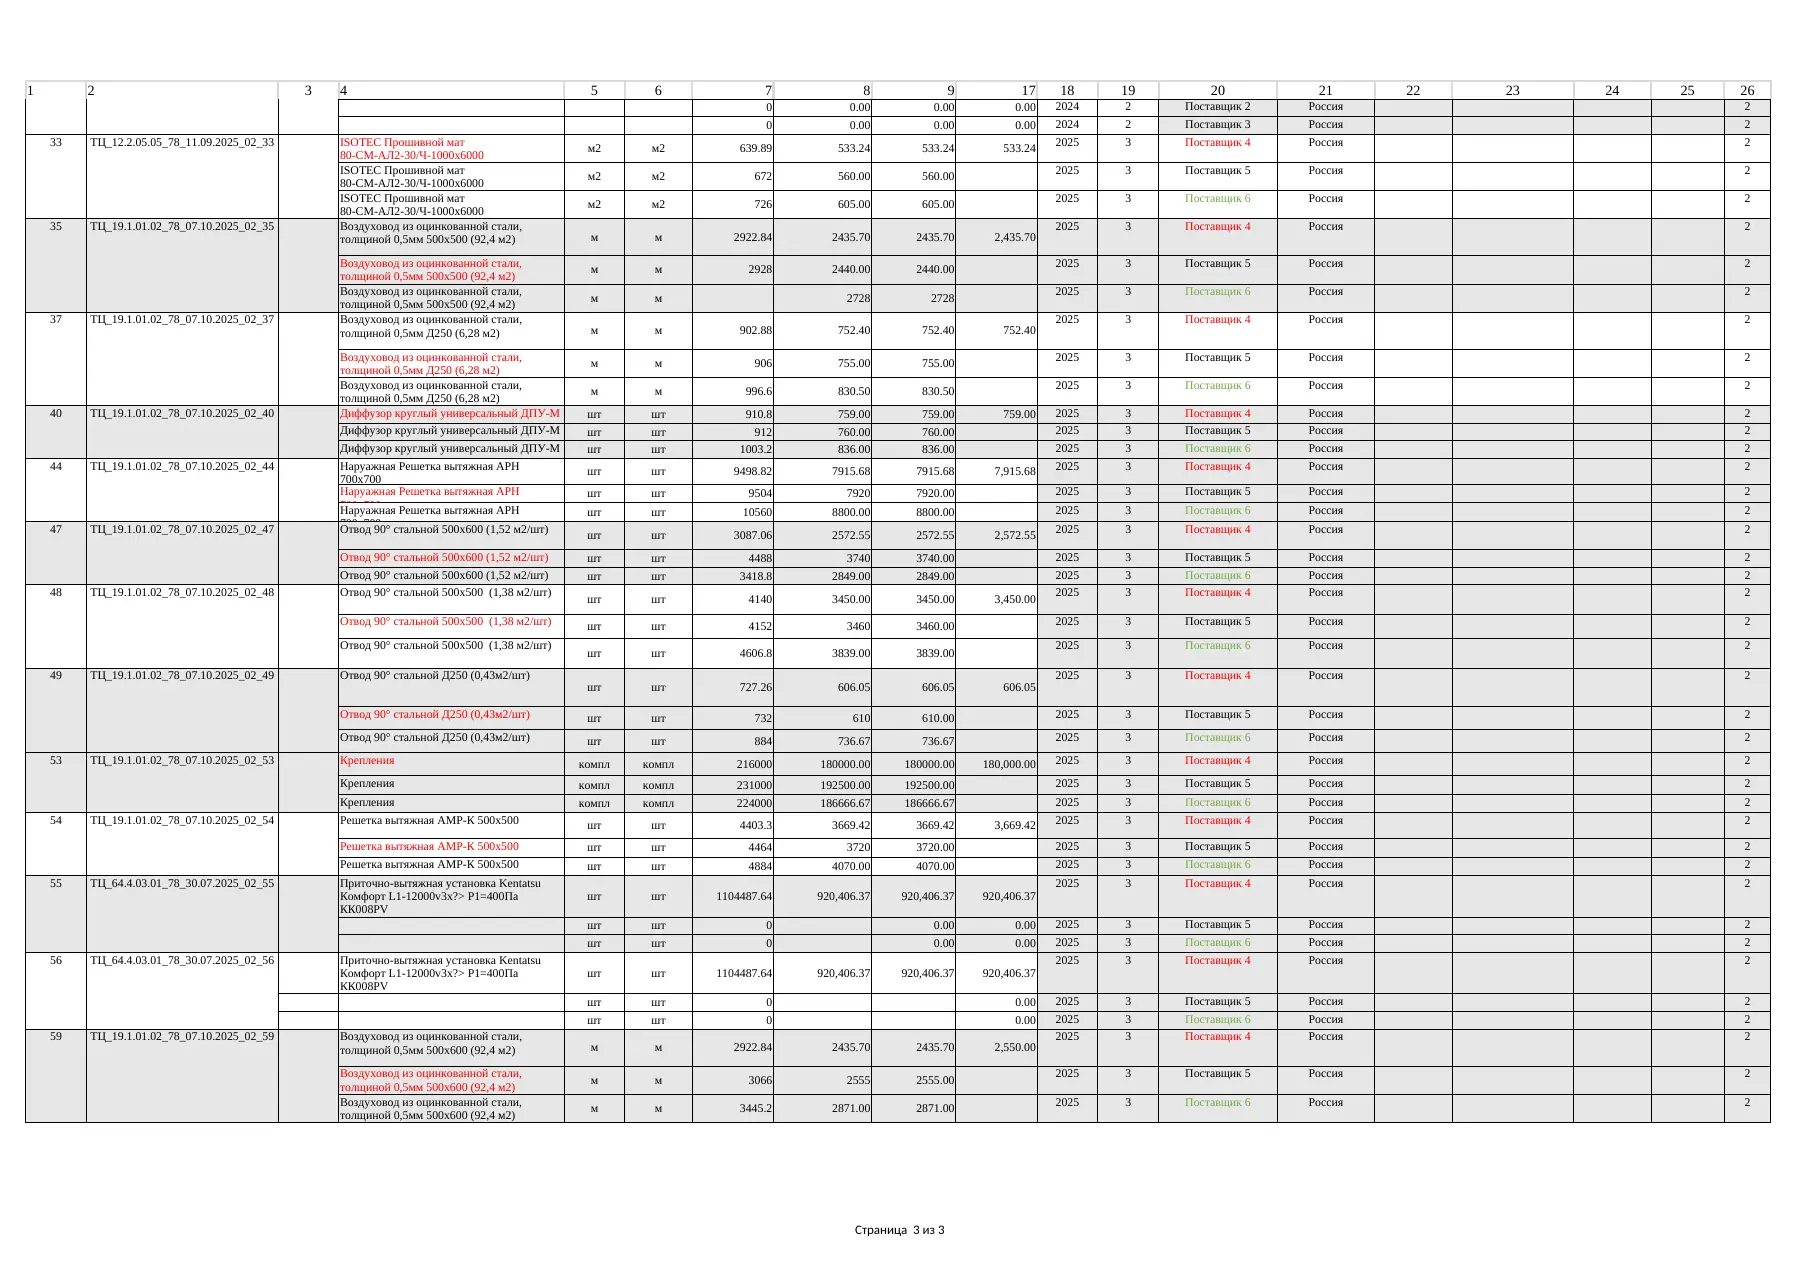 1 2 3 4 5 6 7 8 9 17 18 19 20 21 22 23 24 25 26
0 0.00 0.00 0.00 2024 2 Поставщик 2 Россия 2
0 0.00 0.00 0.00 2024 2 Поставщик 3 Россия 2
33 ТЦ_12.2.05.05_78_11.09.2025_02_33 ISOTEC Прошивной мат
80-СМ-АЛ2-30/Ч-1000х6000 м2 м2 639.89 533.24 533.24 533.24 2025 3 Поставщик 4 Россия 2
ISOTEC Прошивной мат
80-СМ-АЛ2-30/Ч-1000х6000 м2 м2 672 560.00 560.00 2025 3 Поставщик 5 Россия 2
ISOTEC Прошивной мат
80-СМ-АЛ2-30/Ч-1000х6000 м2 м2 726 605.00 605.00 2025 3 Поставщик 6 Россия 2
35 ТЦ_19.1.01.02_78_07.10.2025_02_35 Воздуховод из оцинкованной стали,
толщиной 0,5мм 500х500 (92,4 м2) м м 2922.84 2435.70 2435.70 2,435.70 2025 3 Поставщик 4 Россия 2
Воздуховод из оцинкованной стали,
толщиной 0,5мм 500х500 (92,4 м2) м м 2928 2440.00 2440.00 2025 3 Поставщик 5 Россия 2
Воздуховод из оцинкованной стали,
толщиной 0,5мм 500х500 (92,4 м2) м м 2728 2728 2025 3 Поставщик 6 Россия 2
37 ТЦ_19.1.01.02_78_07.10.2025_02_37 Воздуховод из оцинкованной стали,
толщиной 0,5мм Д250 (6,28 м2) м м 902.88 752.40 752.40 752.40 2025 3 Поставщик 4 Россия 2
Воздуховод из оцинкованной стали,
толщиной 0,5мм Д250 (6,28 м2) м м 906 755.00 755.00 2025 3 Поставщик 5 Россия 2
Воздуховод из оцинкованной стали,
толщиной 0,5мм Д250 (6,28 м2) м м 996.6 830.50 830.50 2025 3 Поставщик 6 Россия 2
40 ТЦ_19.1.01.02_78_07.10.2025_02_40 Диффузор круглый универсальный ДПУ-М шт шт 910.8 759.00 759.00 759.00 2025 3 Поставщик 4 Россия 2
Диффузор круглый универсальный ДПУ-М шт шт 912 760.00 760.00 2025 3 Поставщик 5 Россия 2
Диффузор круглый универсальный ДПУ-М шт шт 1003.2 836.00 836.00 2025 3 Поставщик 6 Россия 2
44 ТЦ_19.1.01.02_78_07.10.2025_02_44 Наружная Решетка вытяжная АРН
700х700 шт шт 9498.82 7915.68 7915.68 7,915.68 2025 3 Поставщик 4 Россия 2
Наружная Решетка вытяжная АРН шт шт 9504 7920 7920.00 2025 3 Поставщик 5 Россия 2
Наружная Решетка вытяжная АРН шт шт 10560 8800.00 8800.00 2025 3 Поставщик 6 Россия 2
47 ТЦ_19.1.01.02_78_07.10.2025_02_47 Отвод 90° стальной 500х600 (1,52 м2/шт) шт шт 3087.06 2572.55 2572.55 2,572.55 2025 3 Поставщик 4 Россия 2
Отвод 90° стальной 500х600 (1,52 м2/шт) шт шт 4488 3740 3740.00 2025 3 Поставщик 5 Россия 2
Отвод 90° стальной 500х600 (1,52 м2/шт) шт шт 3418.8 2849.00 2849.00 2025 3 Поставщик 6 Россия 2
48 ТЦ_19.1.01.02_78_07.10.2025_02_48 Отвод 90° стальной 500х500 (1,38 м2/шт) шт шт 4140 3450.00 3450.00 3,450.00 2025 3 Поставщик 4 Россия 2
Отвод 90° стальной 500х500 (1,38 м2/шт) шт шт 4152 3460 3460.00 2025 3 Поставщик 5 Россия 2
Отвод 90° стальной 500х500 (1,38 м2/шт) шт шт 4606.8 3839.00 3839.00 2025 3 Поставщик 6 Россия 2
49 ТЦ_19.1.01.02_78_07.10.2025_02_49 Отвод 90° стальной Д250 (0,43м2/шт) шт шт 727.26 606.05 606.05 606.05 2025 3 Поставщик 4 Россия 2
Отвод 90° стальной Д250 (0,43м2/шт) шт шт 732 610 610.00 2025 3 Поставщик 5 Россия 2
Отвод 90° стальной Д250 (0,43м2/шт) шт шт 884 736.67 736.67 2025 3 Поставщик 6 Россия 2
53 ТЦ_19.1.01.02_78_07.10.2025_02_53 Крепления компл компл 216000 180000.00 180000.00 180,000.00 2025 3 Поставщик 4 Россия 2
Крепления компл компл 231000 192500.00 192500.00 2025 3 Поставщик 5 Россия 2
Крепления компл компл 224000 186666.67 186666.67 2025 3 Поставщик 6 Россия 2
54 ТЦ_19.1.01.02_78_07.10.2025_02_54 Решетка вытяжная АМР-К 500х500 шт шт 4403.3 3669.42 3669.42 3,669.42 2025 3 Поставщик 4 Россия 2
Решетка вытяжная АМР-К 500х500 шт шт 4464 3720 3720.00 2025 3 Поставщик 5 Россия 2
Решетка вытяжная АМР-К 500х500 шт шт 4884 4070.00 4070.00 2025 3 Поставщик 6 Россия 2
55 ТЦ_64.4.03.01_78_30.07.2025_02_55 Приточно-вытяжная установка Kentatsu
Комфорт L1-12000v3x?> P1=400Па
KK008PV шт шт 1104487.64 920,406.37 920,406.37 920,406.37 2025 3 Поставщик 4 Россия 2
шт шт 0 0.00 0.00 2025 3 Поставщик 5 Россия 2
шт шт 0 0.00 0.00 2025 3 Поставщик 6 Россия 2
56 ТЦ_64.4.03.01_78_30.07.2025_02_56 Приточно-вытяжная установка Kentatsu
Комфорт L1-12000v3x?> P1=400Па
KK008PV шт шт 1104487.64 920,406.37 920,406.37 920,406.37 2025 3 Поставщик 4 Россия 2
шт шт 0 0.00 2025 3 Поставщик 5 Россия 2
шт шт 0 0.00 2025 3 Поставщик 6 Россия 2
59 ТЦ_19.1.01.02_78_07.10.2025_02_59 Воздуховод из оцинкованной стали,
толщиной 0,5мм 500х600 (92,4 м2) м м 2922.84 2435.70 2435.70 2,550.00 2025 3 Поставщик 4 Россия 2
Воздуховод из оцинкованной стали,
толщиной 0,5мм 500х600 (92,4 м2) м м 3066 2555 2555.00 2025 3 Поставщик 5 Россия 2
Воздуховод из оцинкованной стали,
толщиной 0,5мм 500х600 (92,4 м2) м м 3445.2 2871.00 2871.00 2025 3 Поставщик 6 Россия 2
Страница 3 из 3